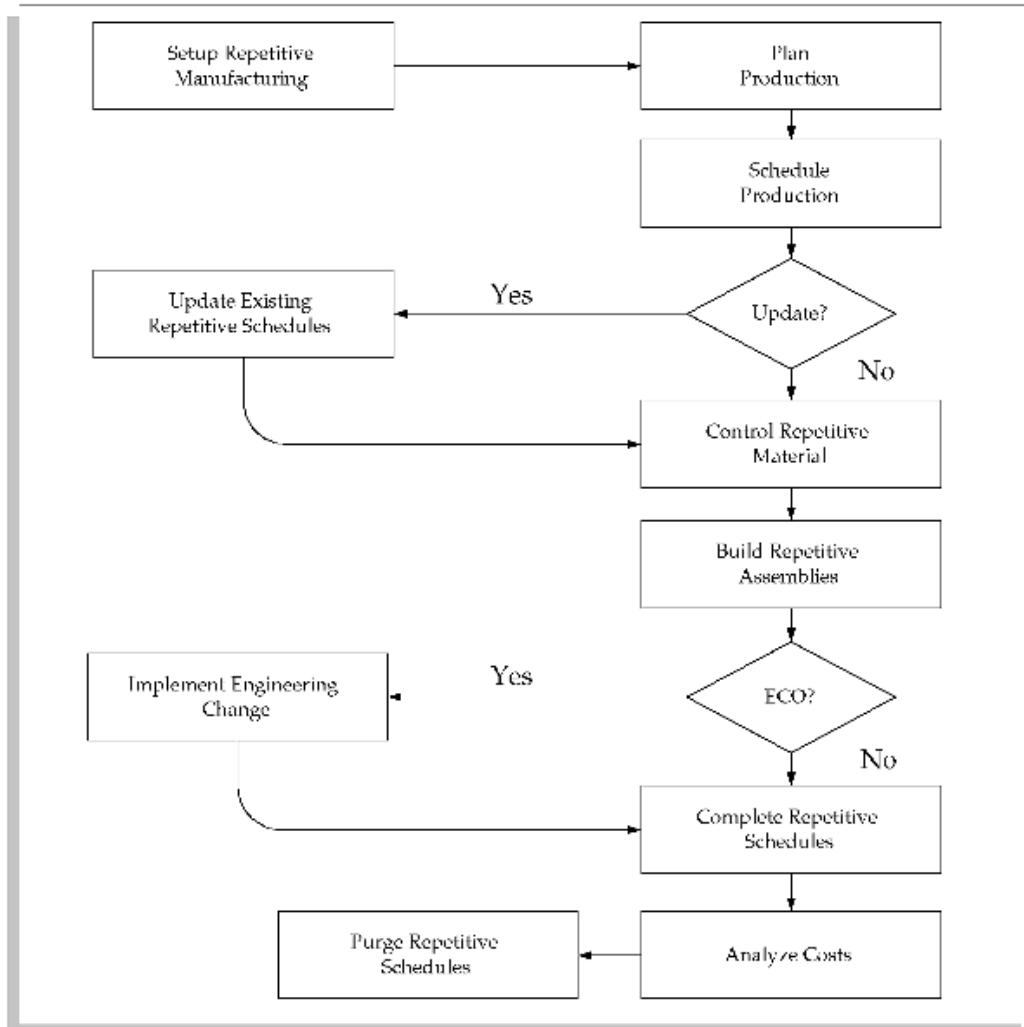 Setup Repetitive
Manufacturing
Plan
Production
Schedule
Production
Update?
Yes
No
Update Existing
Repetitive Schedules
Control Repetitive
Material
Build Repetitive
Assemblies
ECO?
Yes
No
Implement Engineering
Change
Complete Repetitive
Schedules
Analyze Costs
Purge Repetitive
Schedules